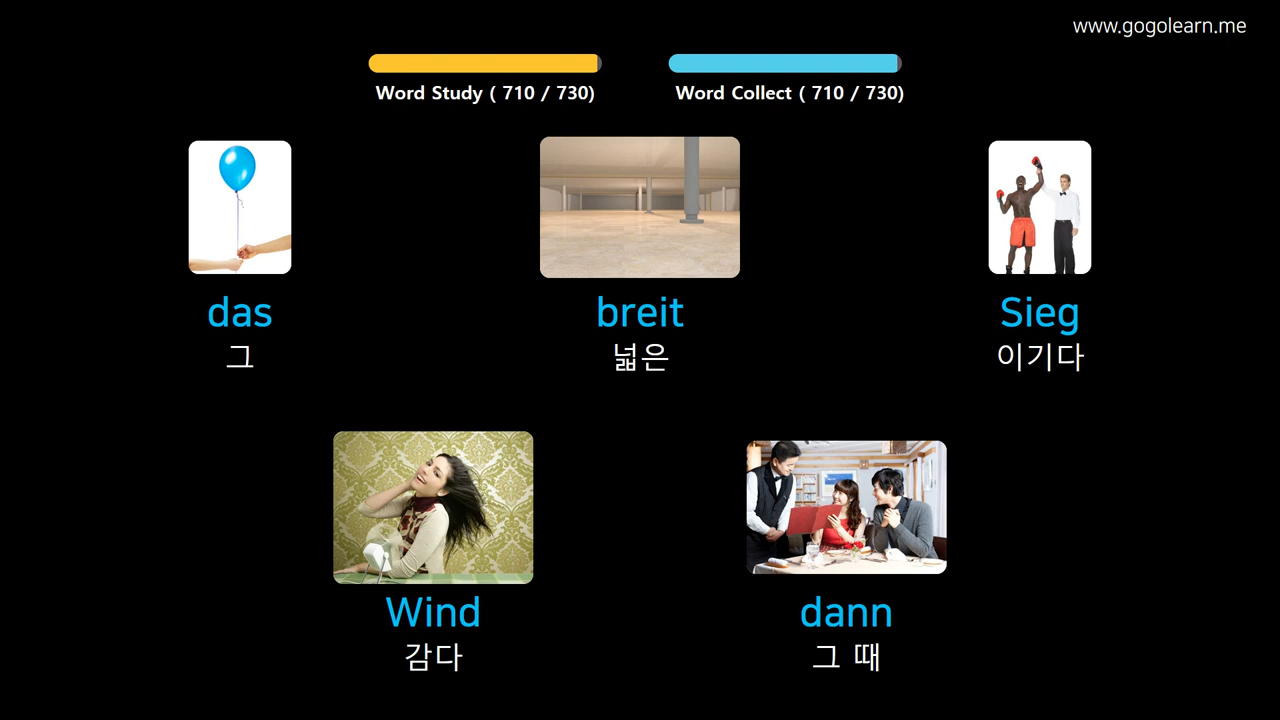 www.gogolearn.me
Word Study ( 710 / 730)
Word Collect ( 710 / 730)
das
그
breit
넓은
Sieg
이기다
Wind
감다
dann
그 때